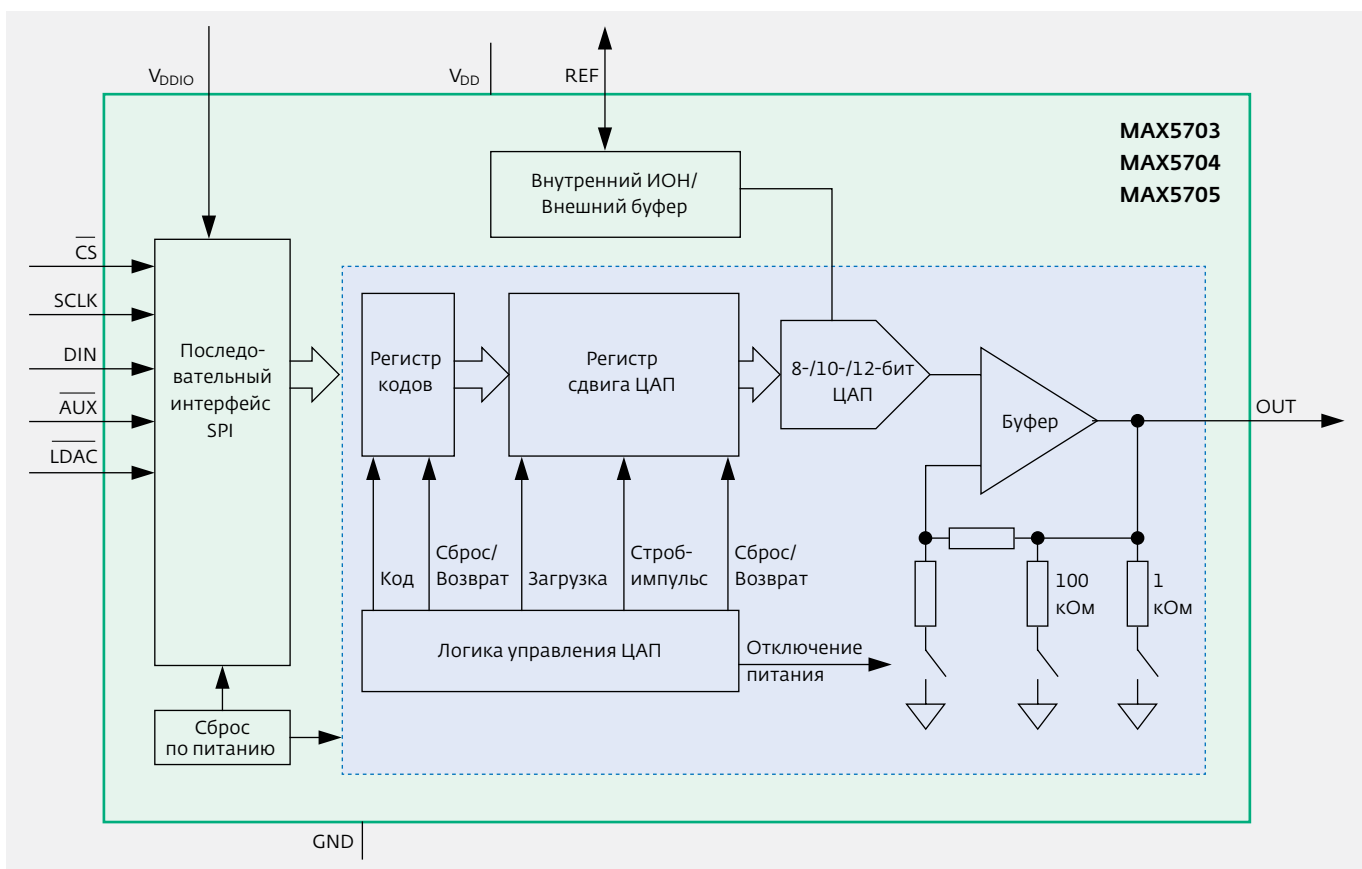 V_DDIO
V_DD
REF
MAX5703
MAX5704
MAX5705
Внутренний ИОН/
Внешний буфер
CS
SCLK
DIN
AUX
LDAC
Последо-
вательный
интерфейс
SPI
Регистр
кодов
Регистр
сдвига ЦАП
8-/10-/12-бит
ЦАП
Буфер
OUT
Код
Сброс/
Возврат
Загрузка
Строб-
импульс
Сброс/
Возврат
100
кОм
1
кОм
Логика управления ЦАП
Отключение
питания
Сброс
по питанию
GND